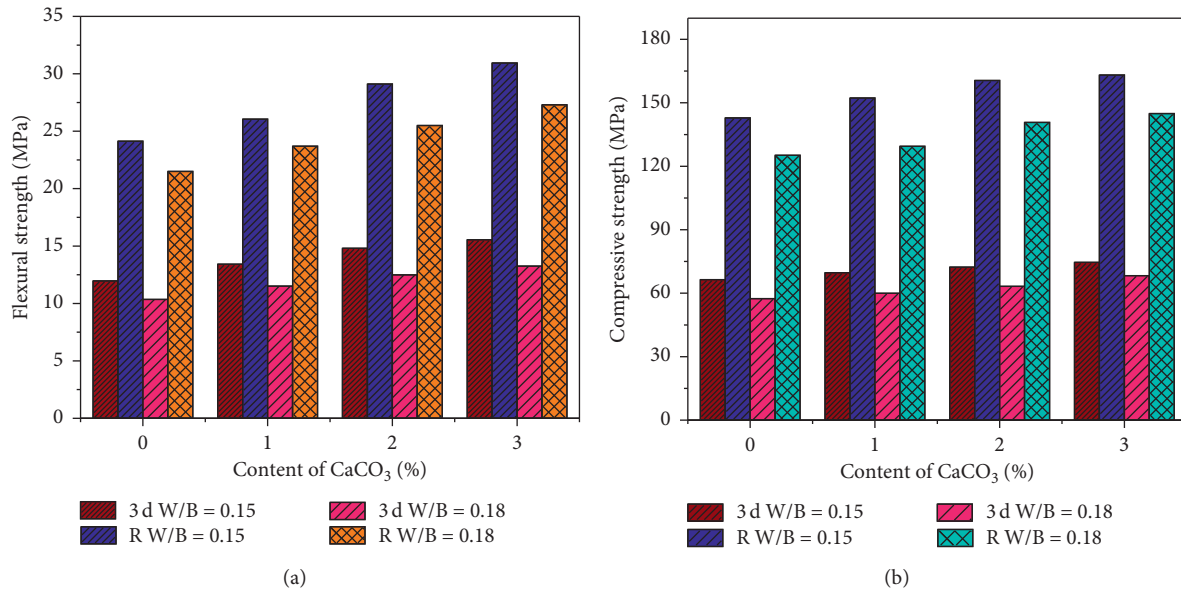 35
30
25
20
15
10
5
0
Flexural strength (MPa)
0 1 2 3
Content of CaCO₃ (%)
3 d W/B = 0.15 3 d W/B = 0.18
R W/B = 0.15 R W/B = 0.18
(a)
180
150
120
90
60
30
0
Compressive strength (MPa)
0 1 2 3
Content of CaCO₃ (%)
3 d W/B = 0.15 3 d W/B = 0.18
R W/B = 0.15 R W/B = 0.18
(b)